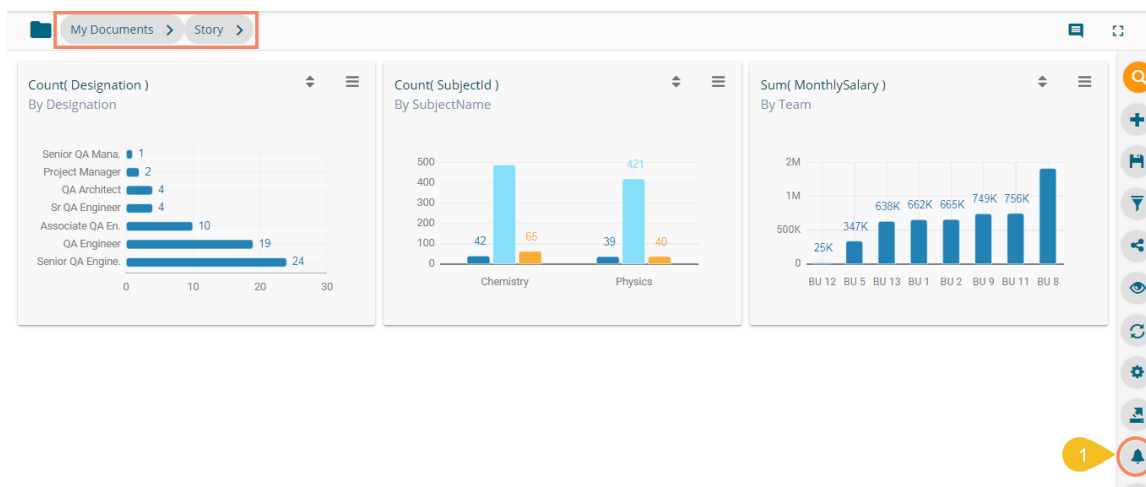 My Documents
Story
Count( Designation )
By Designation
Senior QA Mana. 1
Project Manager 2
QA Architect 4
Sr QA Engineer 4
Associate QA En. 10
QA Engineer 19
Senior QA Engine. 24
0 10 20 30
Count( SubjectId )
By SubjectName
500
400
300
200
100
0
42 65 39 421 40
Chemistry Physics
Sum( MonthlySalary )
By Team
2M
1M
500K
0
25K 347K 638K 662K 665K 749K 756K
BU 12 BU 5 BU 13 BU 1 BU 2 BU 9 BU 11 BU 8
1